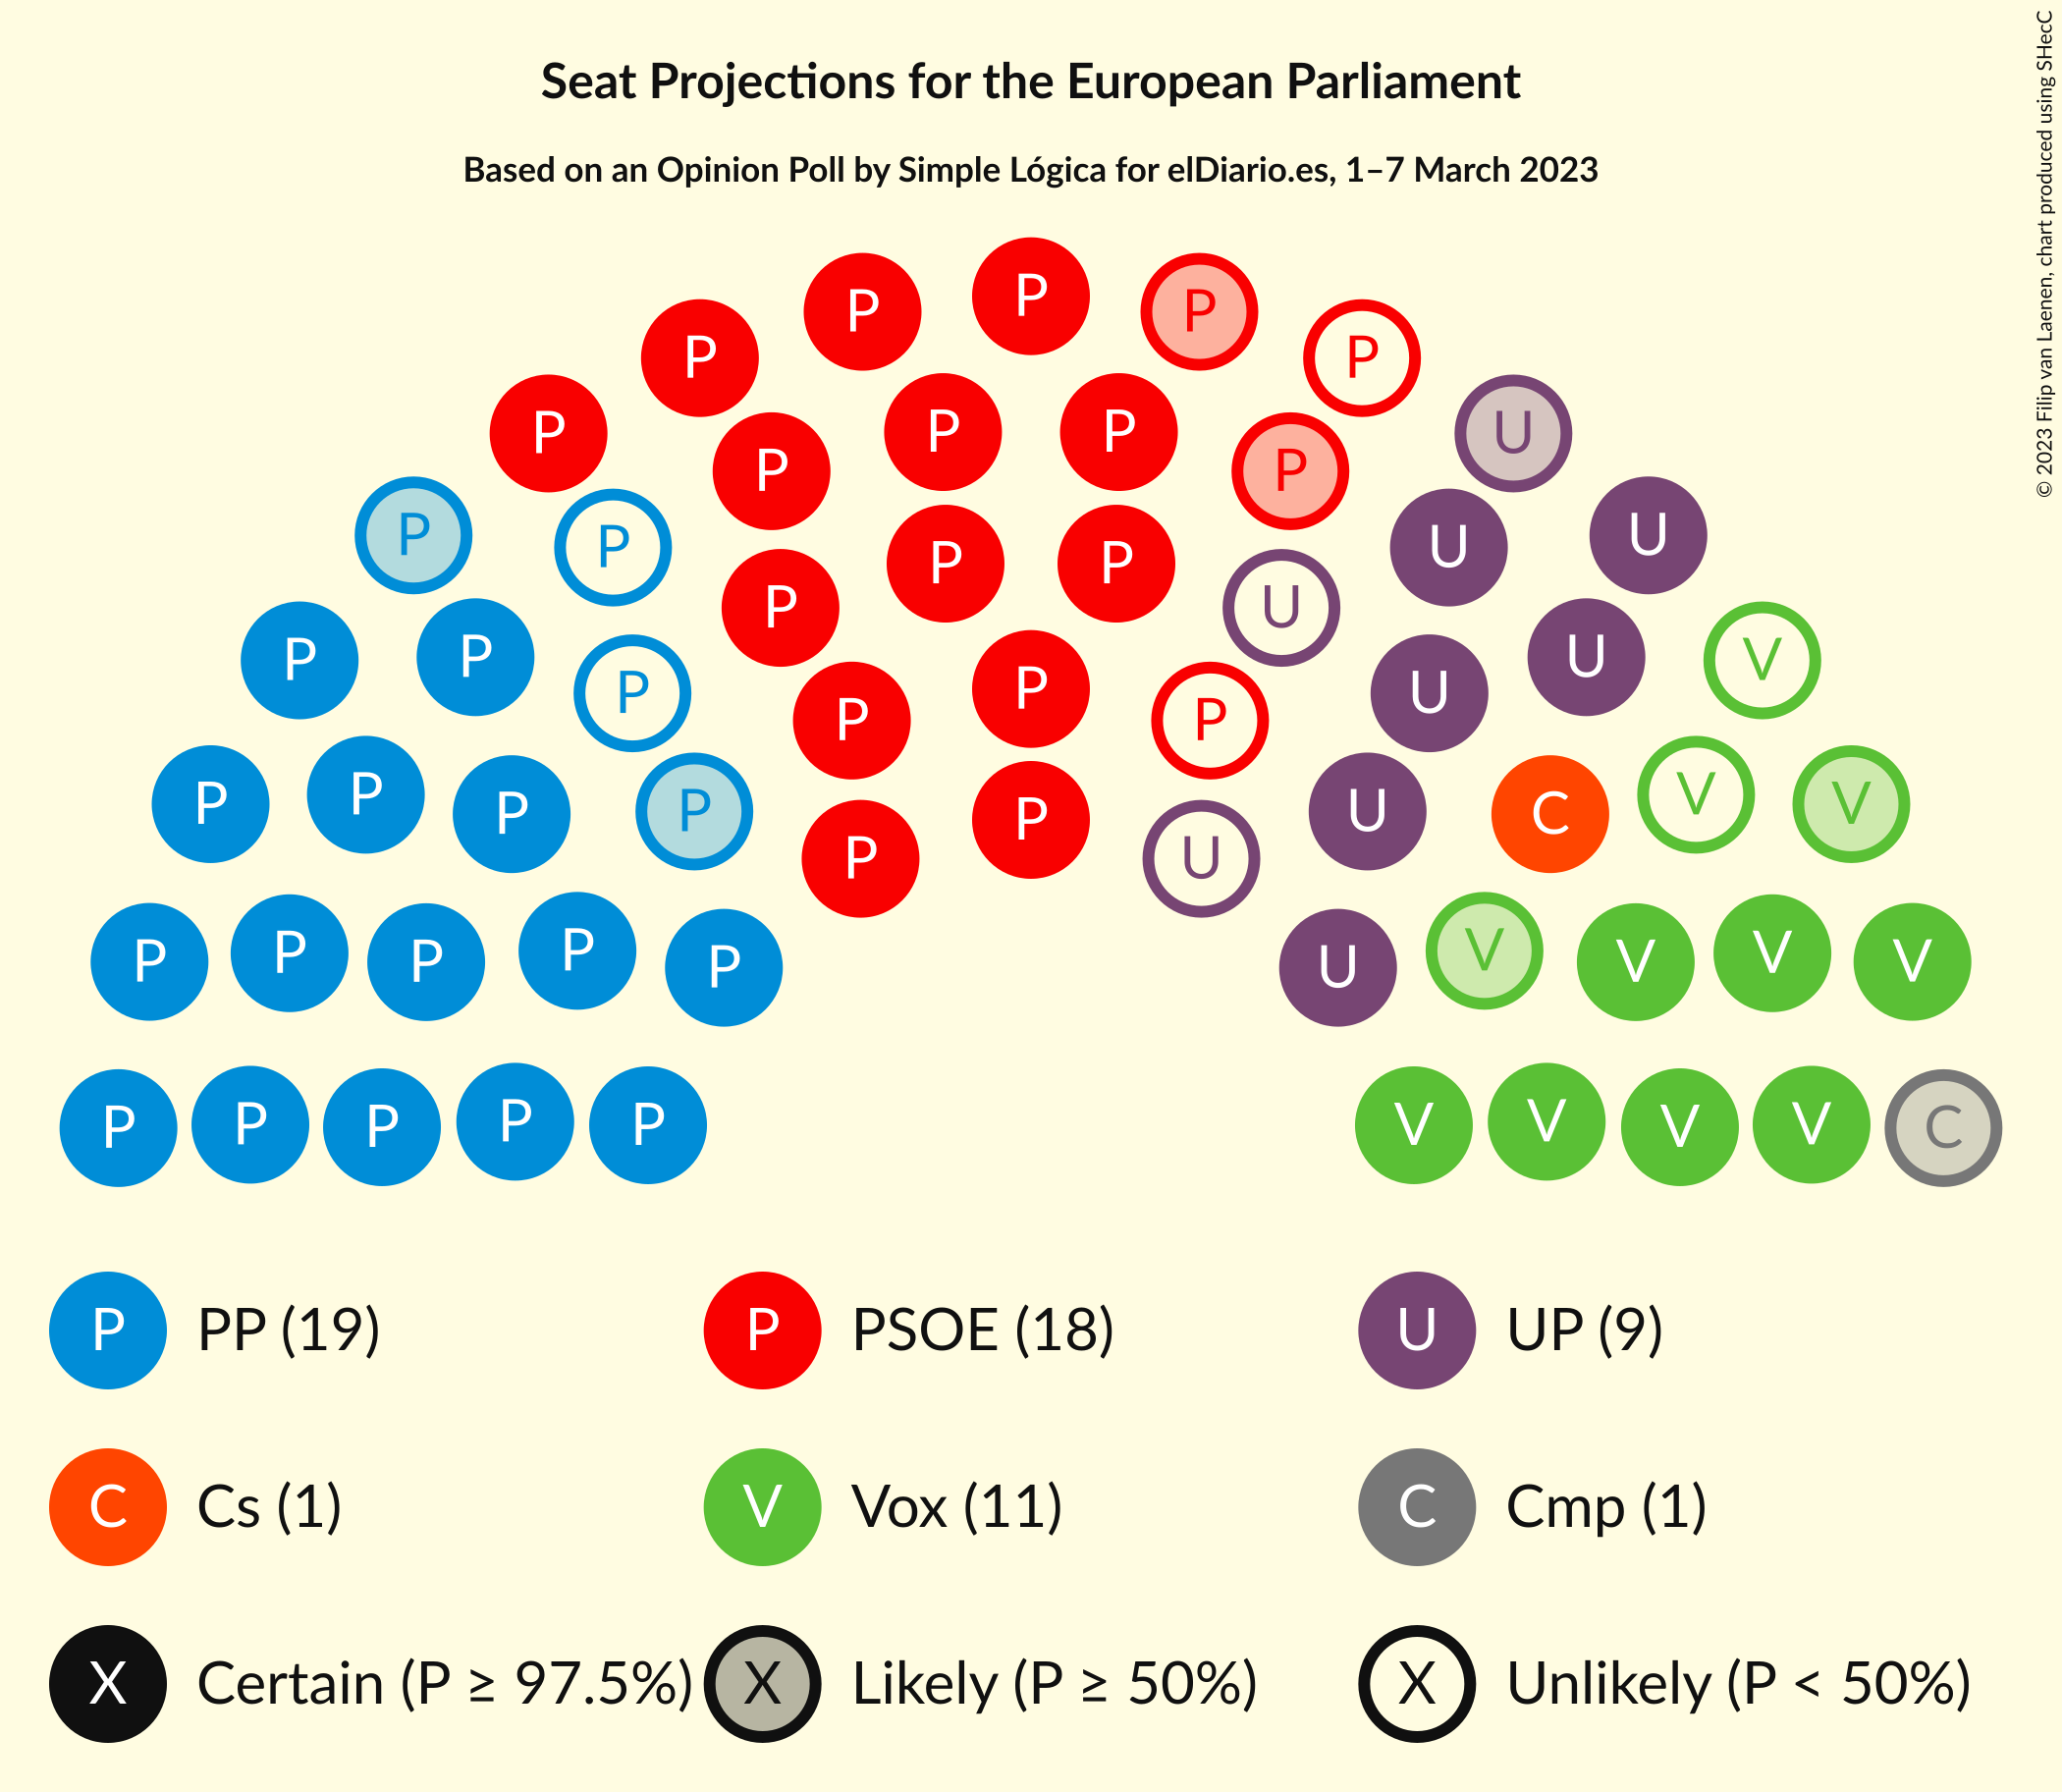 Seat Projections for the European Parliament
Based on an Opinion Poll by Simple Lógica for elDiario.es, 1–7 March 2023
© 2023 Filip van Laenen, chart produced using SHecC
P
P P
P P
P P
P P
P P
P P
U U
P P
U U
P P P
U P U
P P U V
P P U P U
P P P P U C V V
P P
P P U
P P P P P U V V V V
P P P P P V V V V C
P PP (19) P PSOE (18) U UP (9)
C Cs (1) V Vox (11) C Cmp (1)
X Certain (P ≥ 97.5%) X Likely (P ≥ 50%) X Unlikely (P < 50%)